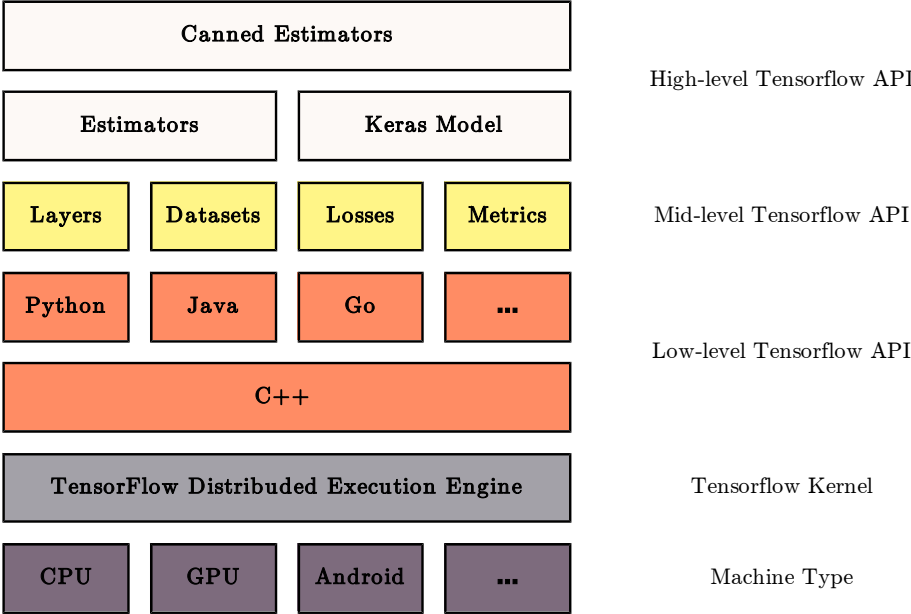 Canned Estimators
High-level Tensorflow API
Estimators
Keras Model
Layers
Datasets
Losses
Metrics
Mid-level Tensorflow API
Python
Java
Go
...
Low-level Tensorflow API
C++
TensorFlow Distribuded Execution Engine
Tensorflow Kernel
CPU
GPU
Android
...
Machine Type